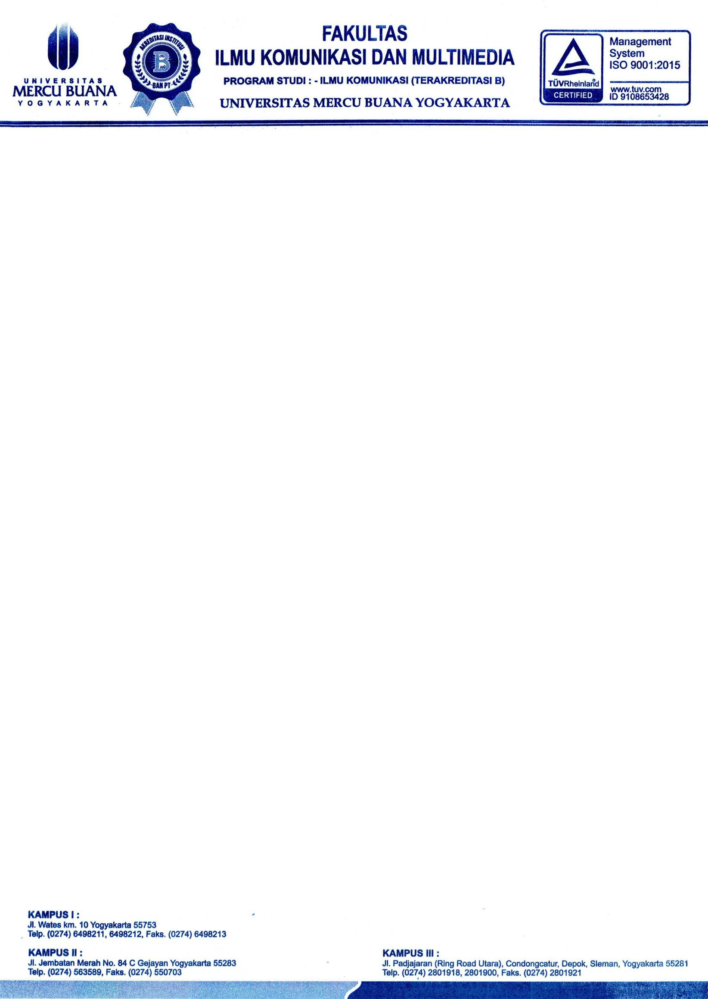 UNIVERSITAS
MERCU BUANA
YOGYAKARTA
AKREDITASI INSTITUSI
B
BAN PT
FAKULTAS
ILMU KOMUNIKASI DAN MULTIMEDIA
PROGRAM STUDI : - ILMU KOMUNIKASI (TERAKREDITASI B)
UNIVERSITAS MERCU BUANA YOGYAKARTA
TÜVRheinland®
CERTIFIED
Management
System
ISO 9001:2015
www.tuv.com
ID 9108653428
KAMPUS I :
Jl. Wates km. 10 Yogyakarta 55753
Telp. (0274) 6498211, 6498212, Faks. (0274) 6498213
KAMPUS II :
Jl. Jembatan Merah No. 84 C Gejayan Yogyakarta 55283
Telp. (0274) 563589, Faks. (0274) 550703
KAMPUS III :
Jl. Padjajaran (Ring Road Utara), Condongcatur, Depok, Sleman, Yogyakarta 55281
Telp. (0274) 2801918, 2801900, Faks. (0274) 2801921